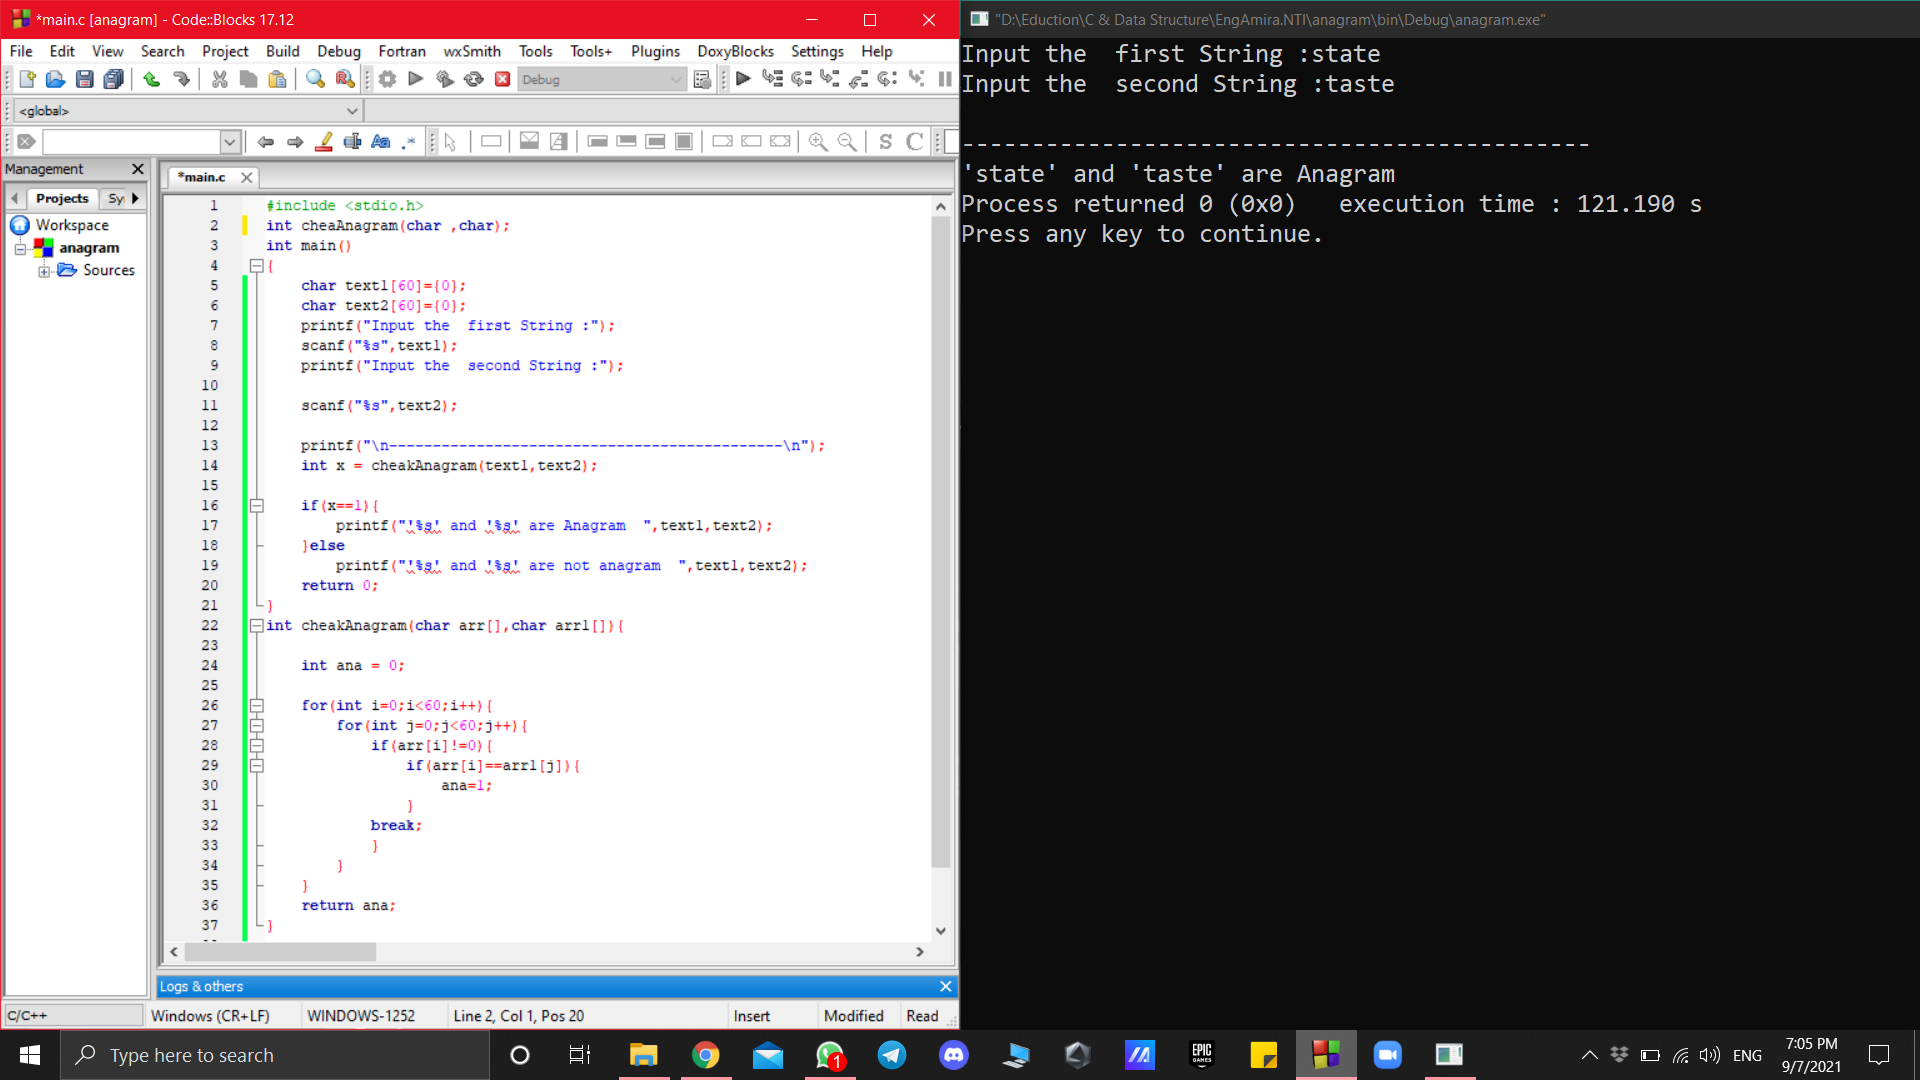 *main.c [anagram] - Code::Blocks 17.12
File Edit View Search Project Build Debug Fortran wxSmith Tools Tools+ Plugins DoxyBlocks Settings Help
Debug
<global>
S C
Management
Projects Sy
Workspace
anagram
Sources
*main.c
1 #include <stdio.h>
2 int cheaAnagram(char ,char);
3 int main()
4 {
5 char text1[60]={0};
6 char text2[60]={0};
7 printf("Input the  first String :");
8 scanf("%s",text1);
9 printf("Input the  second String :");
10
11 scanf("%s",text2);
12
13 printf("\n---------------------------------------------\n");
14 int x = cheakAnagram(text1,text2);
15
16 if(x==1){
17 printf("'%s' and '%s' are Anagram  ",text1,text2);
18 }else
19 printf("'%s' and '%s' are not anagram  ",text1,text2);
20 return 0;
21 }
22 int cheakAnagram(char arr[],char arr1[]){
23
24 int ana = 0;
25
26 for(int i=0;i<60;i++){
27 for(int j=0;j<60;j++){
28 if(arr[i]!=0){
29 if(arr[i]==arr1[j]){
30 ana=1;
31 }
32 break;
33 }
34 }
35 }
36 return ana;
37 }
Logs & others
C/C++ Windows (CR+LF) WINDOWS-1252 Line 2, Col 1, Pos 20 Insert Modified Read
"D:\Eduction\C & Data Structure\EngAmira.NTI\anagram\bin\Debug\anagram.exe"
Input the  first String :state
Input the  second String :taste
---------------------------------------------
'state' and 'taste' are Anagram
Process returned 0 (0x0)   execution time : 121.190 s
Press any key to continue.
Type here to search
1
EPIC
GAMES
ENG
7:05 PM
9/7/2021